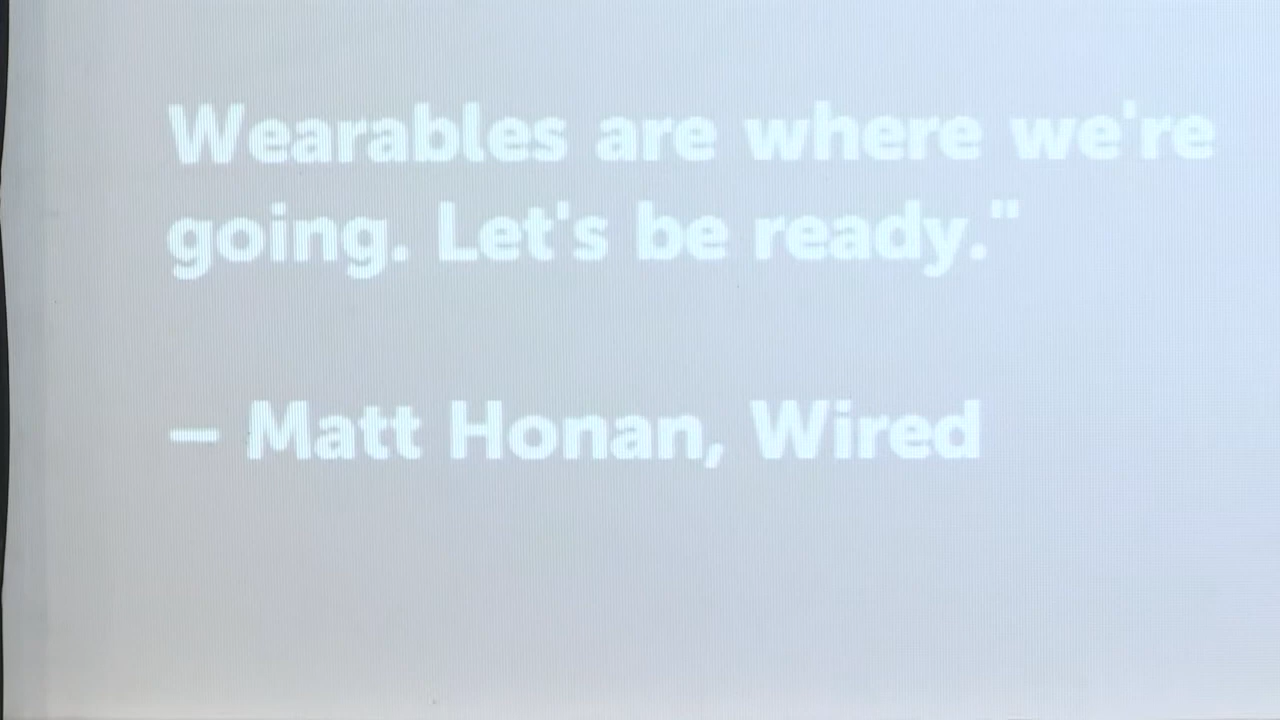 Wearables are where we're
going. Let's be ready."
— Matt Honan, Wired